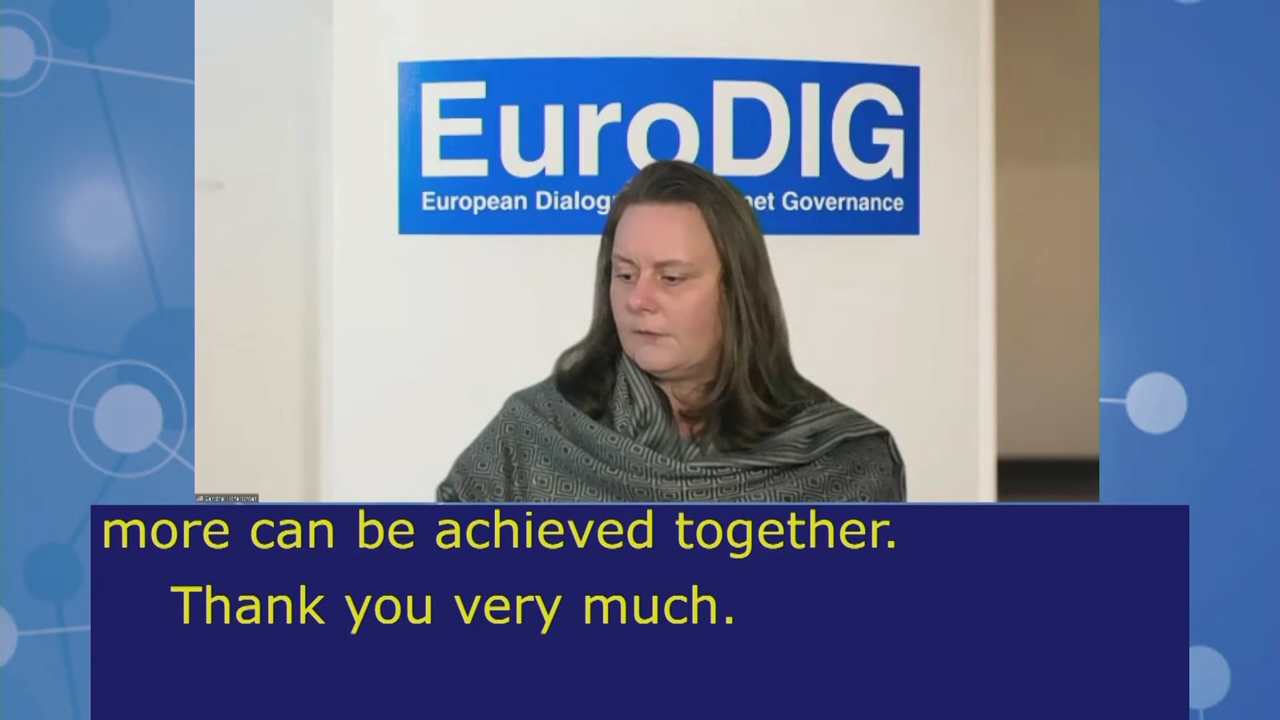 EuroDIG
European Dialog net Governance
more can be achieved together.
Thank you very much.